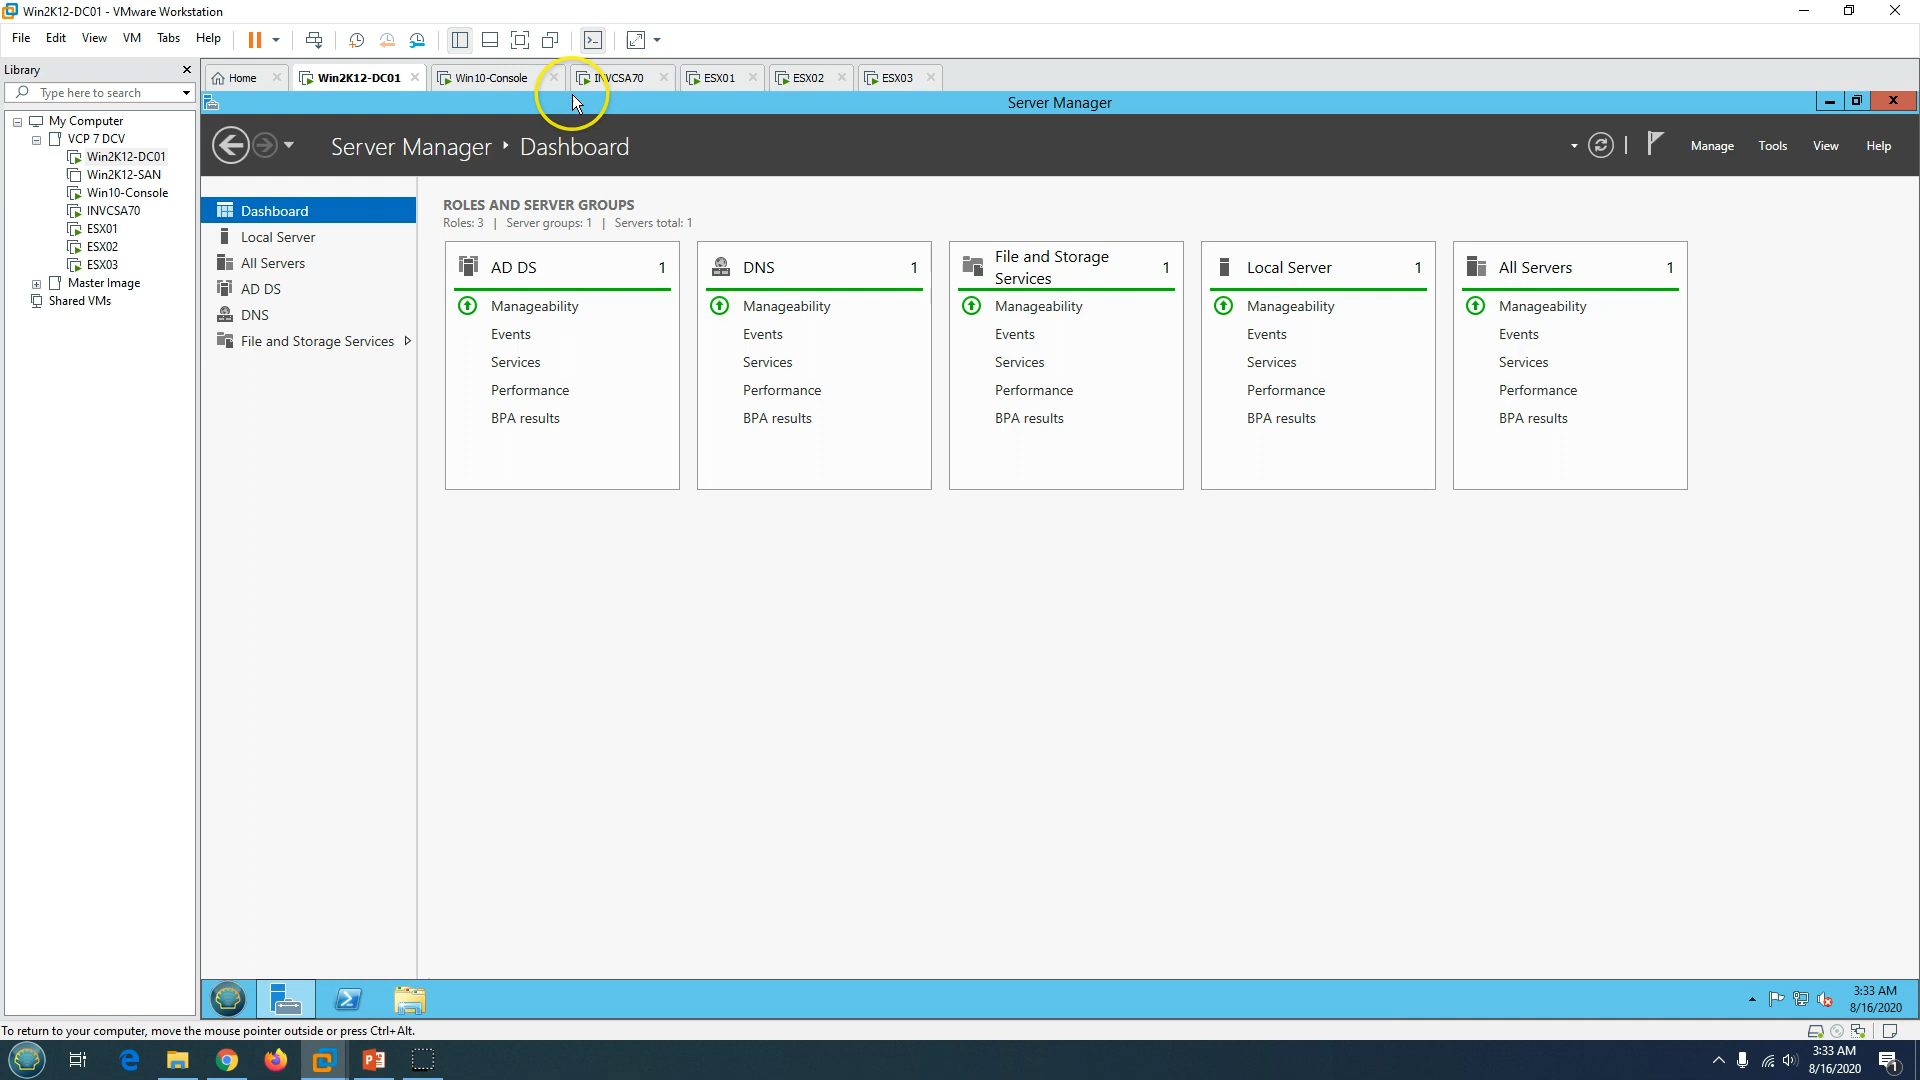 Win2K12-DC01 - VMware Workstation
File Edit View VM Tabs Help
Library
Type here to search
My Computer
VCP 7 DCV
Win2K12-DC01
Win2K12-SAN
Win10-Console
INVCSA70
ESX01
ESX02
ESX03
Master Image
Shared VMs
Home Win2K12-DC01 Win10-Console INVCSA70 ESX01 ESX02 ESX03
Server Manager
Server Manager Dashboard
Manage Tools View Help
Dashboard
Local Server
All Servers
AD DS
DNS
File and Storage Services
ROLES AND SERVER GROUPS
Roles: 3 | Server groups: 1 | Servers total: 1
AD DS 1
Manageability
Events
Services
Performance
BPA results
DNS 1
Manageability
Events
Services
Performance
BPA results
File and Storage
Services 1
Manageability
Events
Services
Performance
BPA results
Local Server 1
Manageability
Events
Services
Performance
BPA results
All Servers 1
Manageability
Events
Services
Performance
BPA results
3:33 AM
8/16/2020
To return to your computer, move the mouse pointer outside or press Ctrl+Alt.
3:33 AM
8/16/2020
1